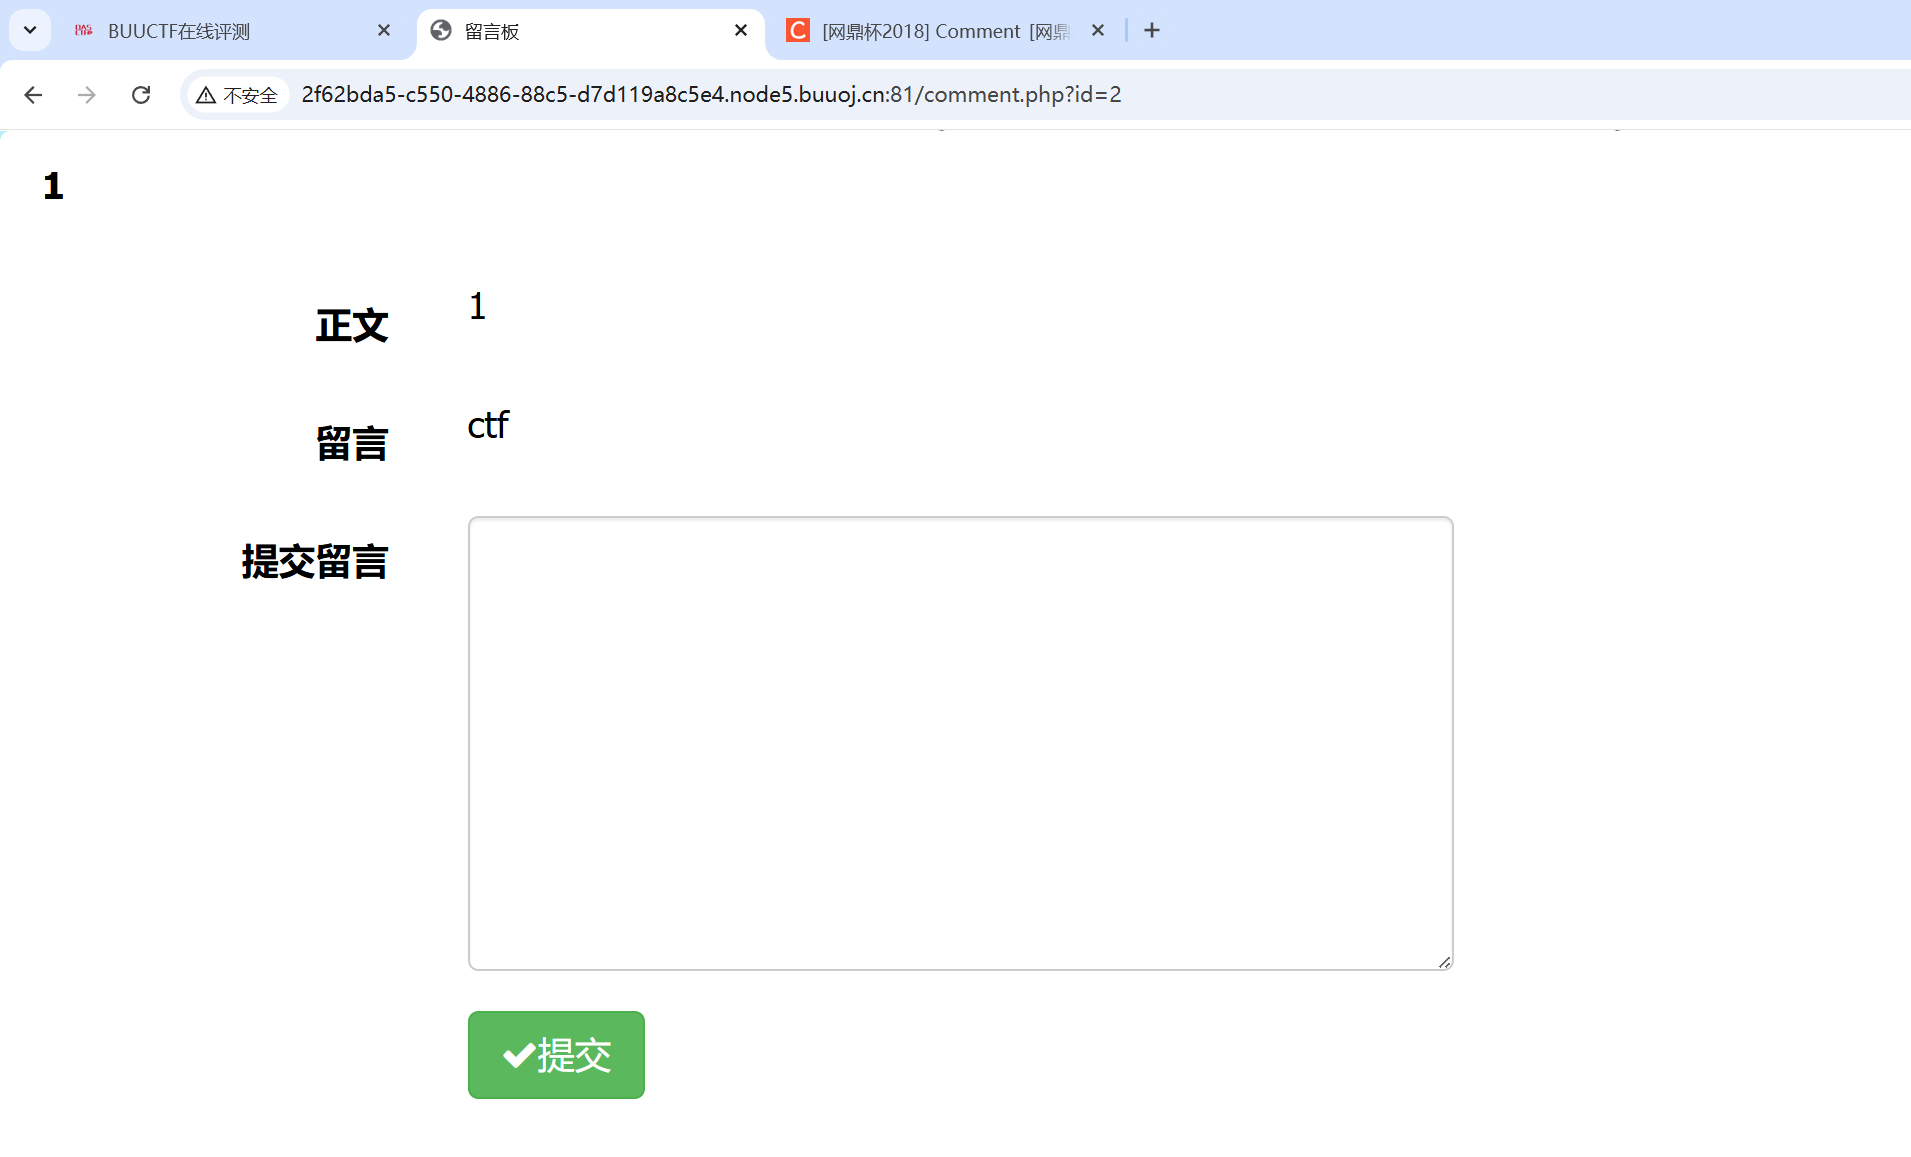 BUUCTF在线评测
留言板
[网鼎杯2018] Comment [网鼎
不安全
2f62bda5-c550-4886-88c5-d7d119a8c5e4.node5.buuoj.cn:81/comment.php?id=2
1
正文
1
留言
ctf
提交留言
提交